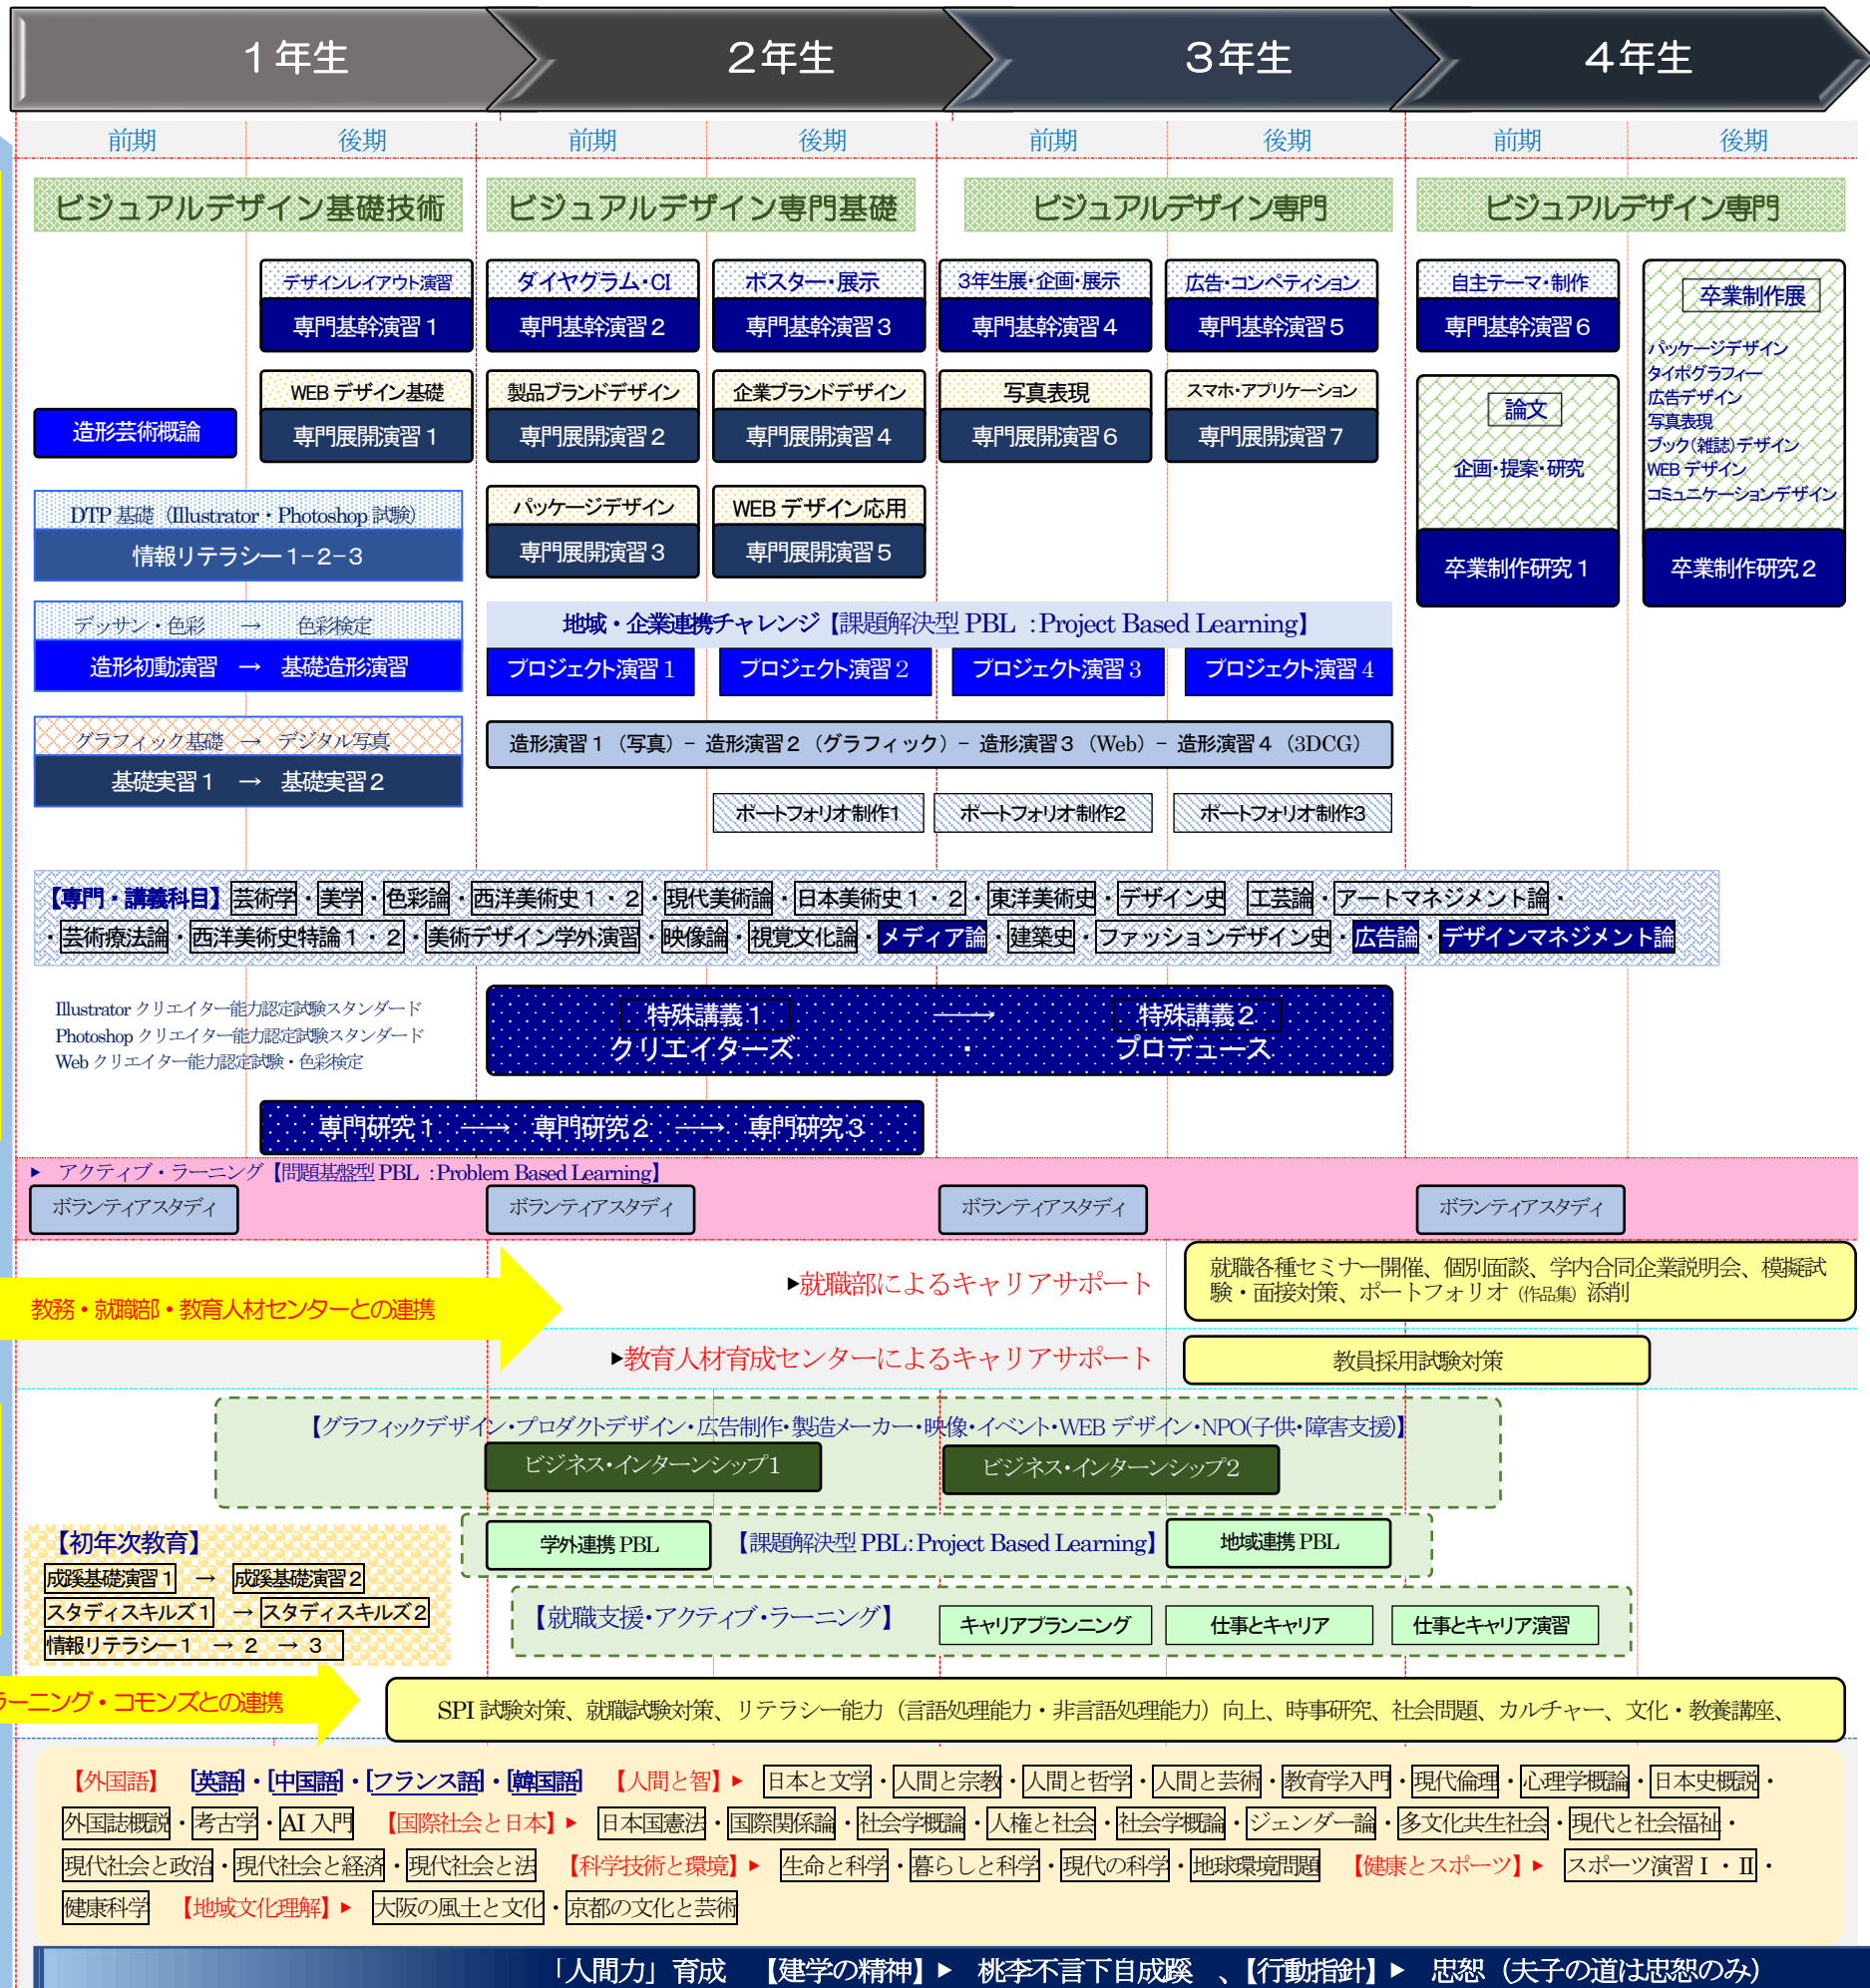 1年生
2年生
3年生
4年生
前期 後期 前期 後期 前期 後期 前期 後期
ビジュアルデザイン基礎技術
ビジュアルデザイン専門基礎
ビジュアルデザイン専門
ビジュアルデザイン専門
デザインレイアウト演習
専門基幹演習1
ダイヤグラム・CI
専門基幹演習2
ポスター・展示
専門基幹演習3
3年生展・企画・展示
専門基幹演習4
広告・コンペティション
専門基幹演習5
自主テーマ・制作
専門基幹演習6
卒業制作展
パッケージデザイン
タイポグラフィー
広告デザイン
写真表現
ブック(雑誌)デザイン
WEB デザイン
コミュニケーションデザイン
卒業制作研究2
造形芸術概論
WEB デザイン基礎
専門展開演習1
製品ブランドデザイン
専門展開演習2
企業ブランドデザイン
専門展開演習4
写真表現
専門展開演習6
スマホ・アプリケーション
専門展開演習7
論文
企画・提案・研究
卒業制作研究1
DTP 基礎(Illustrator・Photoshop 試験)
情報リテラシー1-2-3
パッケージデザイン
専門展開演習3
WEB デザイン応用
専門展開演習5
デッサン・色彩 → 色彩検定
造形初動演習 → 基礎造形演習
地域・企業連携チャレンジ【課題解決型 PBL :Project Based Learning】
プロジェクト演習1
プロジェクト演習2
プロジェクト演習3
プロジェクト演習4
グラフィック基礎 → デジタル写真
基礎実習1 → 基礎実習2
造形演習1(写真)- 造形演習2(グラフィック)- 造形演習3(Web)- 造形演習4(3DCG)
ポートフォリオ制作1
ポートフォリオ制作2
ポートフォリオ制作3
【専門・講義科目】芸術学・美学・色彩論・西洋美術史1・2・現代美術論・日本美術史1・2・東洋美術史・デザイン史 工芸論・アートマネジメント論・
・芸術療法論・西洋美術史特論1・2・美術デザイン学外演習・映像論・視覚文化論・メディア論・建築史・ファッションデザイン史・広告論・デザインマネジメント論
Illustrator クリエイター能力認定試験スタンダード
Photoshop クリエイター能力認定試験スタンダード
Web クリエイター能力認定試験・色彩検定
特殊講義1 → 特殊講義2
クリエイターズ ・ プロデュース
専門研究1 → 専門研究2 → 専門研究3
▶ アクティブ・ラーニング【問題基盤型 PBL :Problem Based Learning】
ボランティアスタディ
ボランティアスタディ
ボランティアスタディ
ボランティアスタディ
教務・就職部・教育人材センターとの連携
▶就職部によるキャリアサポート
就職各種セミナー開催、個別面談、学内合同企業説明会、模擬試
験・面接対策、ポートフォリオ(作品集)添削
▶教育人材育成センターによるキャリアサポート
教員採用試験対策
【グラフィックデザイン・プロダクトデザイン・広告制作・製造メーカー・映像・イベント・WEB デザイン・NPO(子供・障害支援)】
ビジネス・インターンシップ1
ビジネス・インターンシップ2
学外連携 PBL
【課題解決型 PBL:Project Based Learning】
地域連携 PBL
【初年次教育】
成蹊基礎演習1 → 成蹊基礎演習2
スタディスキルズ1 → スタディスキルズ2
情報リテラシー1 → 2 → 3
【就職支援・アクティブ・ラーニング】
キャリアプランニング
仕事とキャリア
仕事とキャリア演習
ラーニング・コモンズとの連携
SPI 試験対策、就職試験対策、リテラシー能力(言語処理能力・非言語処理能力)向上、時事研究、社会問題、カルチャー、文化・教養講座、
【外国語】 [英語]・[中国語]・[フランス語]・[韓国語] 【人間と智】▶ 日本と文学・人間と宗教・人間と哲学・人間と芸術・教育学入門・現代倫理・心理学概論・日本史概説・
外国誌概説・考古学・AI 入門 【国際社会と日本】▶ 日本国憲法・国際関係論・社会学概論・人権と社会・社会学概論・ジェンダー論・多文化共生社会・現代と社会福祉・
現代社会と政治・現代社会と経済・現代社会と法 【科学技術と環境】▶ 生命と科学・暮らしと科学・現代の科学・地球環境問題 【健康とスポーツ】▶ スポーツ演習Ⅰ・Ⅱ・
健康科学 【地域文化理解】▶ 大阪の風土と文化・京都の文化と芸術
「人間力」育成 【建学の精神】▶ 桃李不言下自成蹊 、【行動指針】▶ 忠恕(夫子の道は忠恕のみ)